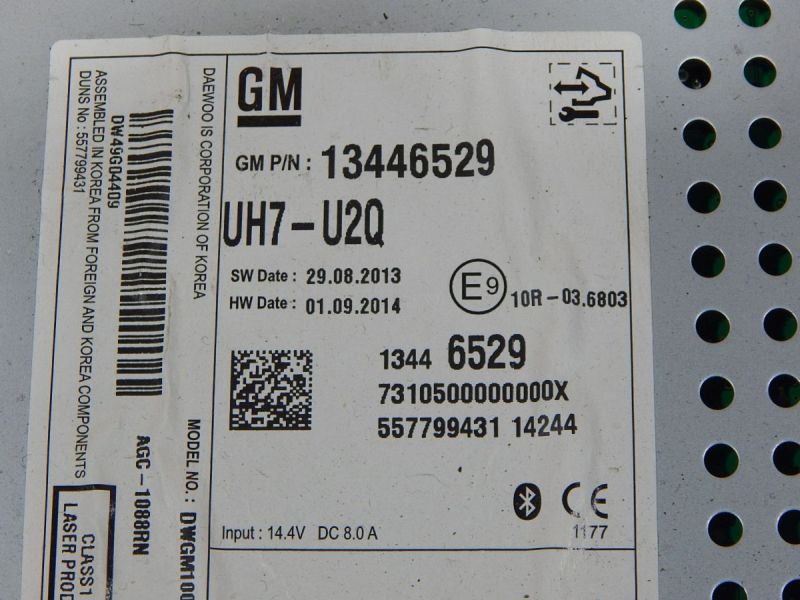 GM
GM P/N : 13446529
UH7-U2Q
SW Date : 29.08.2013
HW Date : 01.09.2014
E9
10R-03.6803
1344 6529
7310500000000X
557799431 14244
CE
1177
Input : 14.4V DC 8.0 A
DAEWOO IS CORPORATION OF KOREA
MODEL NO.: DWGM100
DW49G04409
AGC-1088RN
ASSEMBLED IN KOREA FROM FOREIGN AND KOREA COMPONENTS
DUNS No : 557799431
CLASS1
LASER PROD